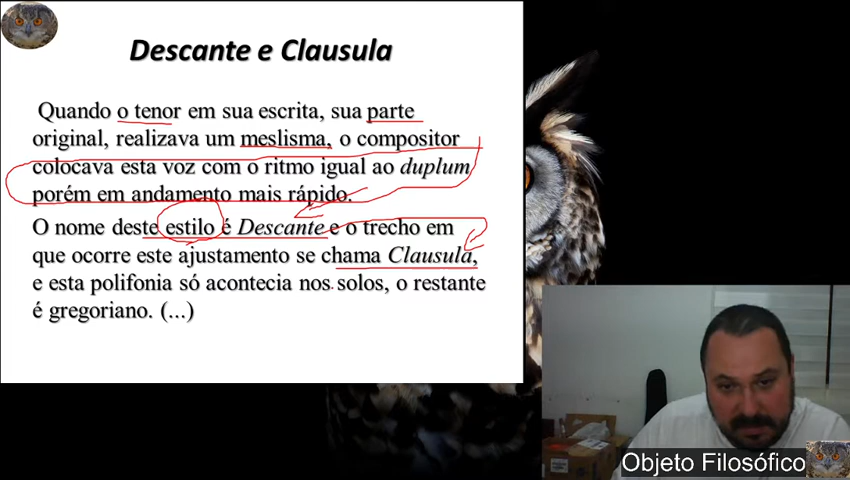 Descante e Clausula
Quando o tenor em sua escrita, sua parte
original, realizava um meslisma, o compositor
colocava esta voz com o ritmo igual ao duplum
porém em andamento mais rápido.
O nome deste estilo é Descante e o trecho em
que ocorre este ajustamento se chama Clausula,
e esta polifonia só acontecia nos solos, o restante
é gregoriano. (...)
Objeto Filosófico